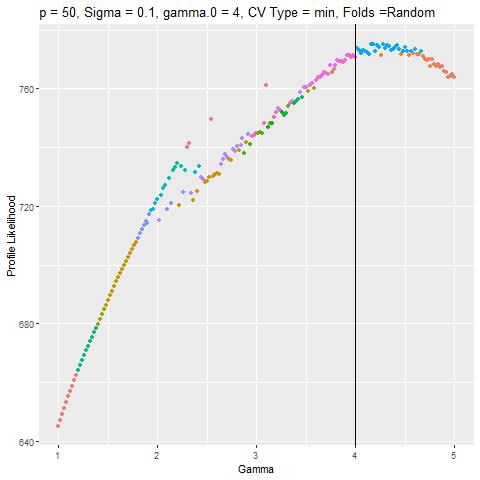 p = 50, Sigma = 0.1, gamma.0 = 4, CV Type = min, Folds =Random
Profile Likelihood
760
720
680
640
1 2 3 4 5
Gamma